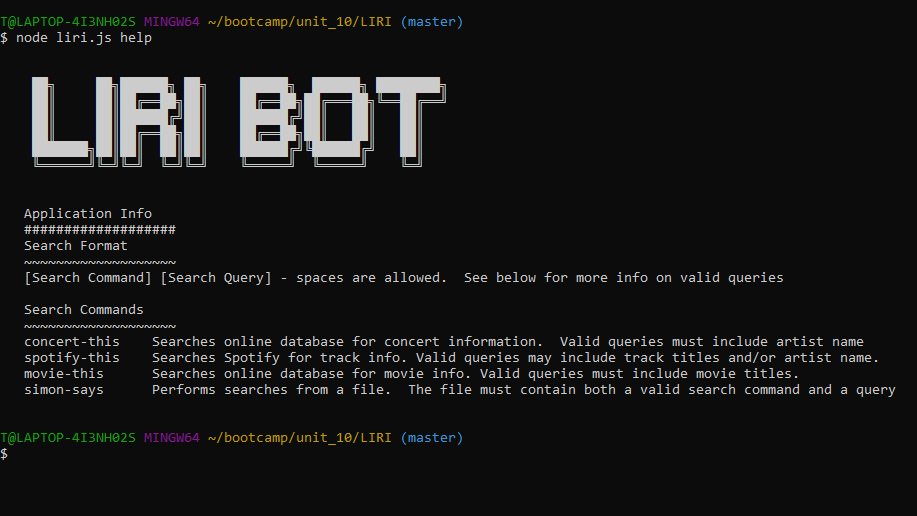 T@LAPTOP-4I3NH02S MINGW64 ~/bootcamp/unit_10/LIRI (master)
$ node liri.js help
LIRI BOT
Application Info
###################
Search Format
~~~~~~~~~~~~~~~~~~~
[Search Command] [Search Query] - spaces are allowed.  See below for more info on valid queries
Search Commands
~~~~~~~~~~~~~~~~~~~
concert-this    Searches online database for concert information.  Valid queries must include artist name
spotify-this    Searches Spotify for track info. Valid queries may include track titles and/or artist name.
movie-this      Searches online database for movie info. Valid queries must include movie titles.
simon-says      Performs searches from a file.  The file must contain both a valid search command and a query
T@LAPTOP-4I3NH02S MINGW64 ~/bootcamp/unit_10/LIRI (master)
$